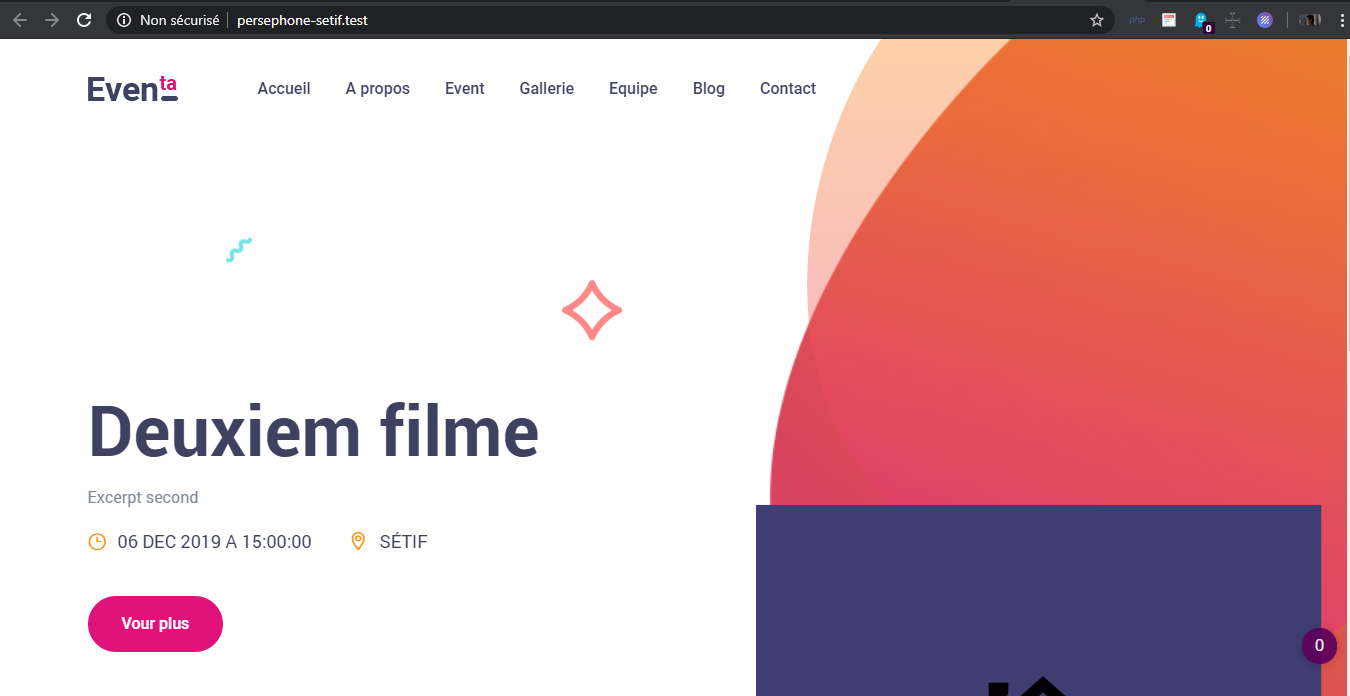 Non sécurisé persephone-setif.test
php
0
Eventa
Accueil A propos Event Gallerie Equipe Blog Contact
Deuxiem filme
Excerpt second
06 DEC 2019 A 15:00:00 SÉTIF
Vour plus
0